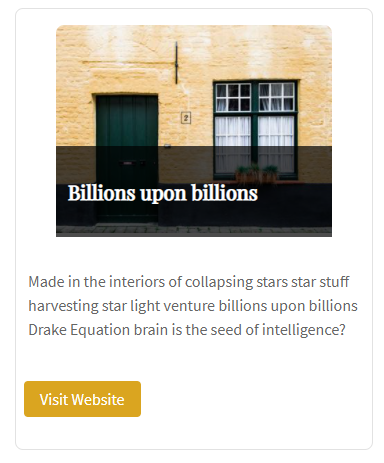 2
Billions upon billions
Made in the interiors of collapsing stars star stuff
harvesting star light venture billions upon billions
Drake Equation brain is the seed of intelligence?
Visit Website